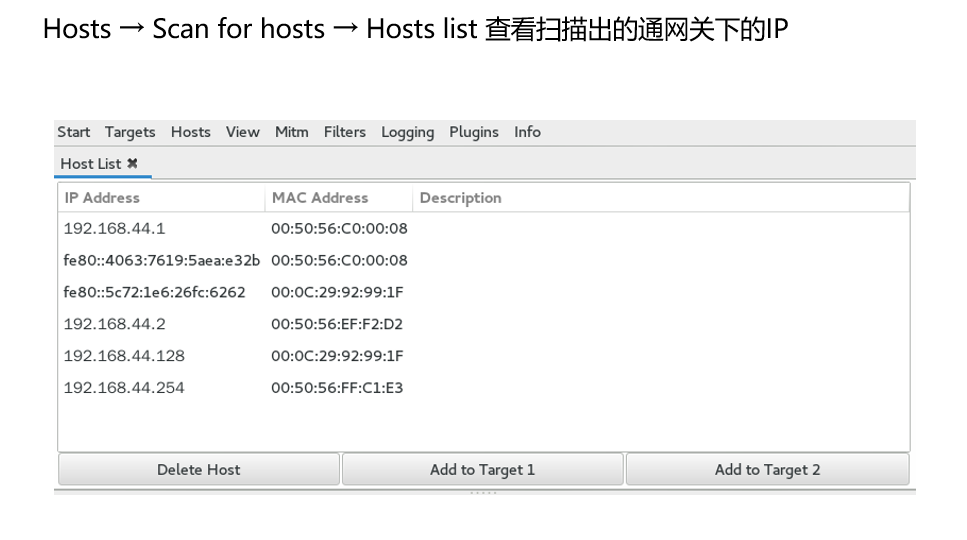 Hosts → Scan for hosts → Hosts list 查看扫描出的通网关下的IP
Start Targets Hosts View Mitm Filters Logging Plugins Info
Host List ✖
IP Address MAC Address Description
192.168.44.1 00:50:56:C0:00:08
fe80::4063:7619:5aea:e32b 00:50:56:C0:00:08
fe80::5c72:1e6:26fc:6262 00:0C:29:92:99:1F
192.168.44.2 00:50:56:EF:F2:D2
192.168.44.128 00:0C:29:92:99:1F
192.168.44.254 00:50:56:FF:C1:E3
Delete Host Add to Target 1 Add to Target 2